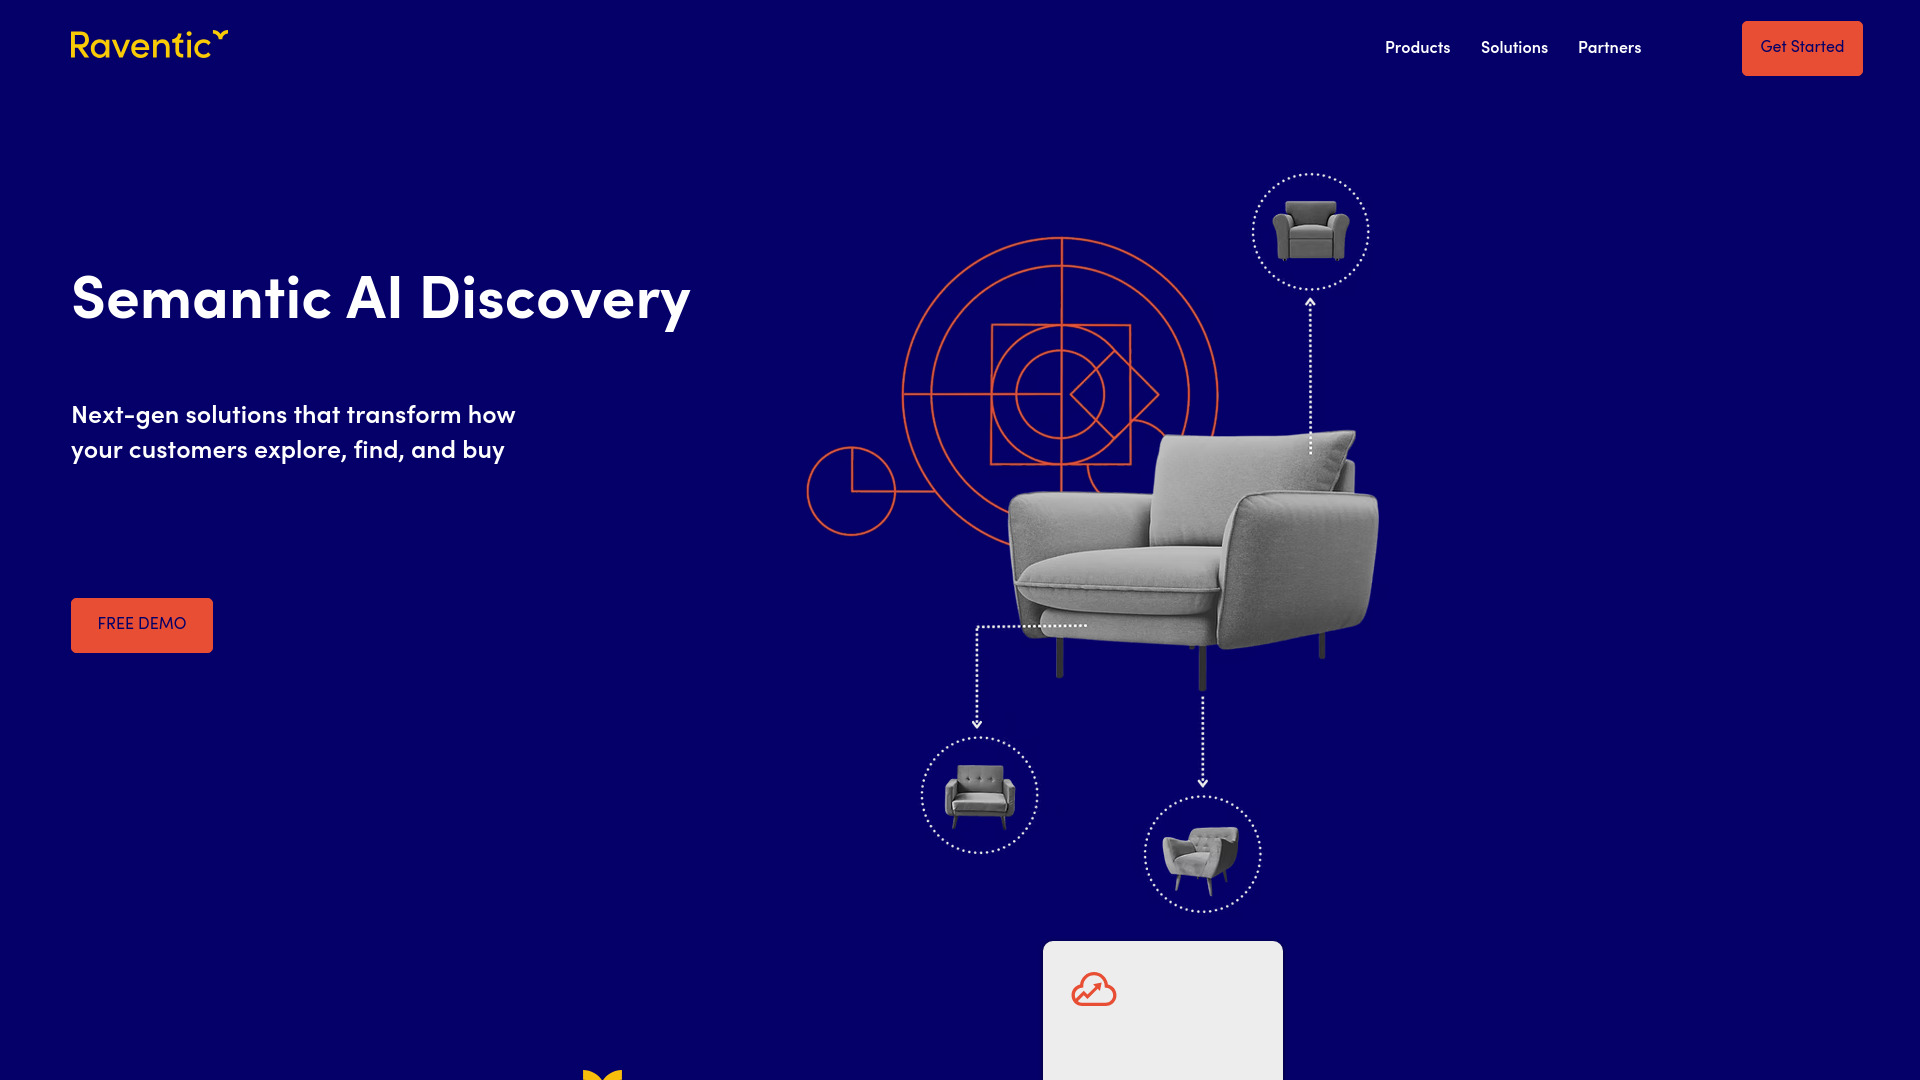 Raventic
Products
Solutions
Partners
Get Started
Semantic AI Discovery
Next-gen solutions that transform how
your customers explore, find, and buy
FREE DEMO